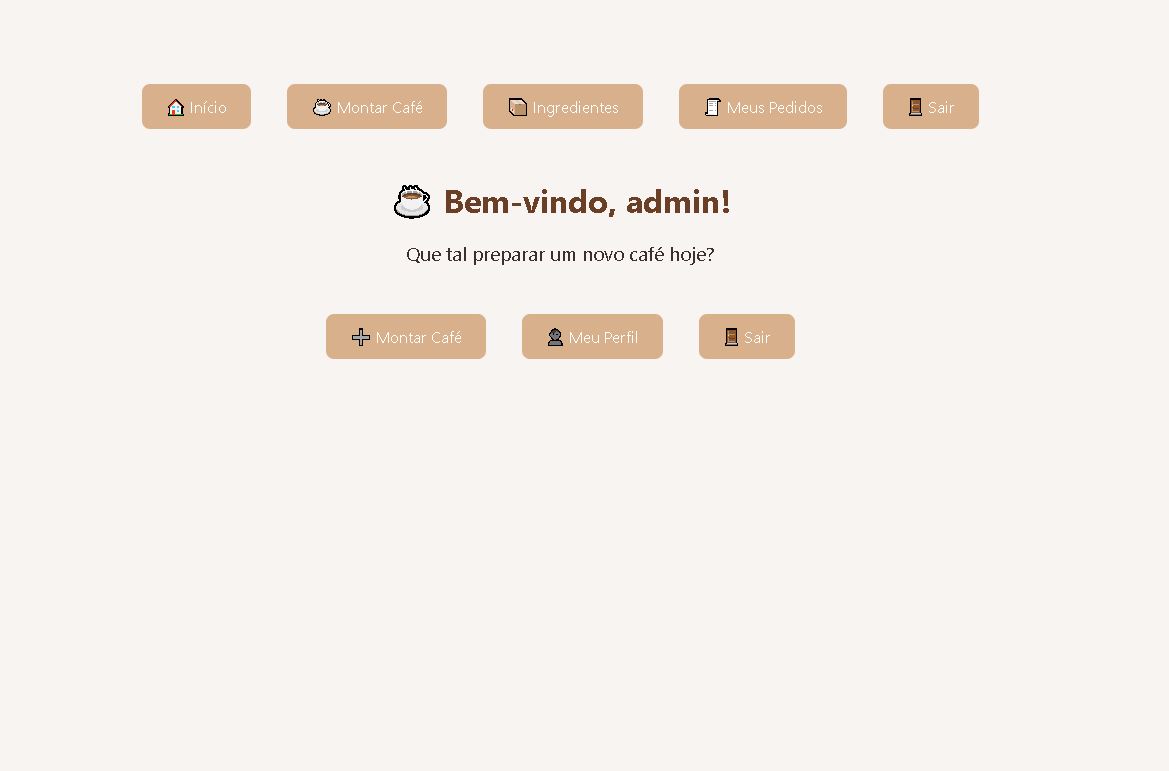 Início Montar Café Ingredientes Meus Pedidos Sair
Bem-vindo, admin!
Que tal preparar um novo café hoje?
Montar Café Meu Perfil Sair